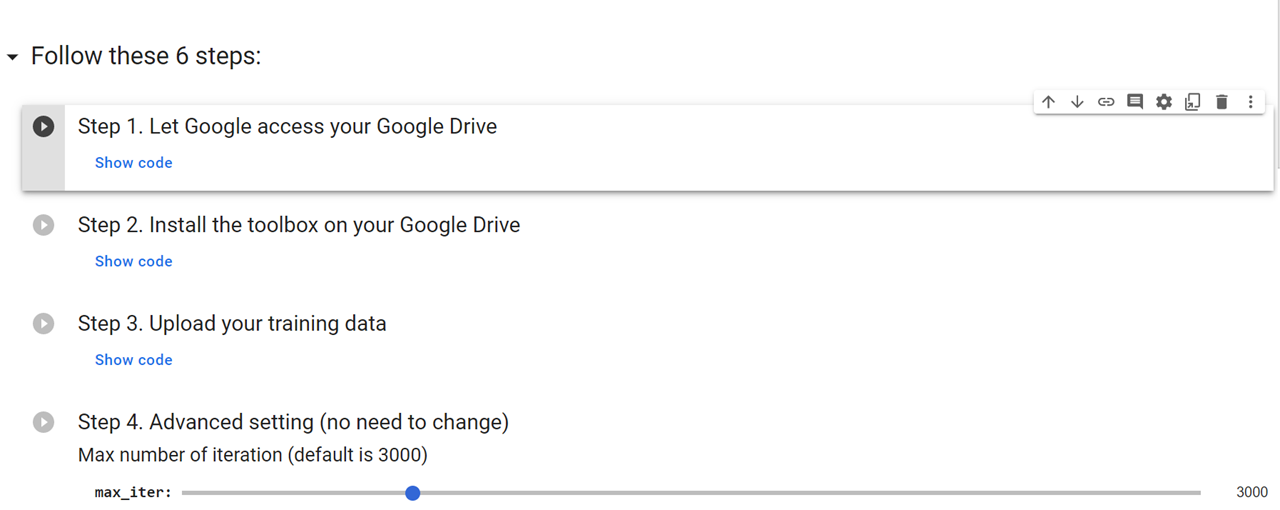 Follow these 6 steps:
Step 1. Let Google access your Google Drive
Show code
Step 2. Install the toolbox on your Google Drive
Show code
Step 3. Upload your training data
Show code
Step 4. Advanced setting (no need to change)
Max number of iteration (default is 3000)
max_iter: 3000